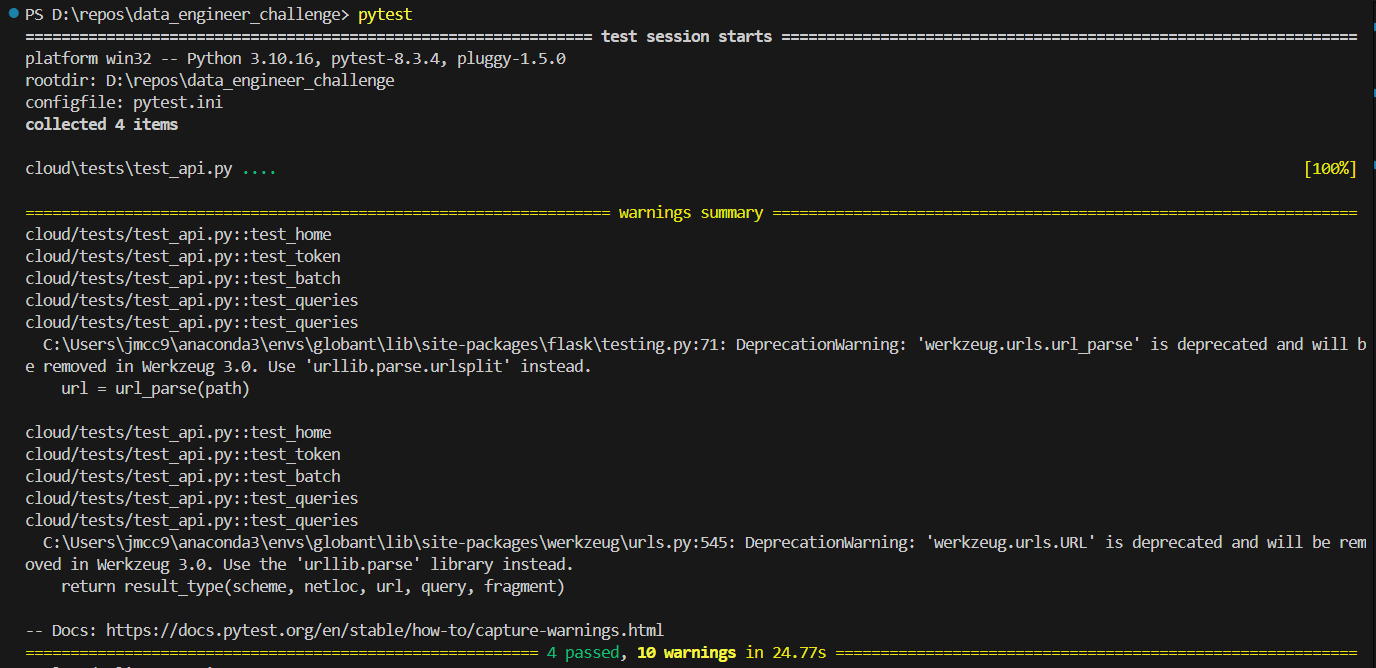 PS D:\repos\data_engineer_challenge> pytest
=============================================================== test session starts ================================================================
platform win32 -- Python 3.10.16, pytest-8.3.4, pluggy-1.5.0
rootdir: D:\repos\data_engineer_challenge
configfile: pytest.ini
collected 4 items
cloud\tests\test_api.py .... [100%]
================================================================= warnings summary =================================================================
cloud/tests/test_api.py::test_home
cloud/tests/test_api.py::test_token
cloud/tests/test_api.py::test_batch
cloud/tests/test_api.py::test_queries
cloud/tests/test_api.py::test_queries
C:\Users\jmcc9\anaconda3\envs\globant\lib\site-packages\flask\testing.py:71: DeprecationWarning: 'werkzeug.urls.url_parse' is deprecated and will b
e removed in Werkzeug 3.0. Use 'urllib.parse.urlsplit' instead.
url = url_parse(path)
cloud/tests/test_api.py::test_home
cloud/tests/test_api.py::test_token
cloud/tests/test_api.py::test_batch
cloud/tests/test_api.py::test_queries
cloud/tests/test_api.py::test_queries
C:\Users\jmcc9\anaconda3\envs\globant\lib\site-packages\werkzeug\urls.py:545: DeprecationWarning: 'werkzeug.urls.URL' is deprecated and will be rem
oved in Werkzeug 3.0. Use the 'urllib.parse' library instead.
return result_type(scheme, netloc, url, query, fragment)
-- Docs: https://docs.pytest.org/en/stable/how-to/capture-warnings.html
========================================================= 4 passed, 10 warnings in 24.77s ==========================================================